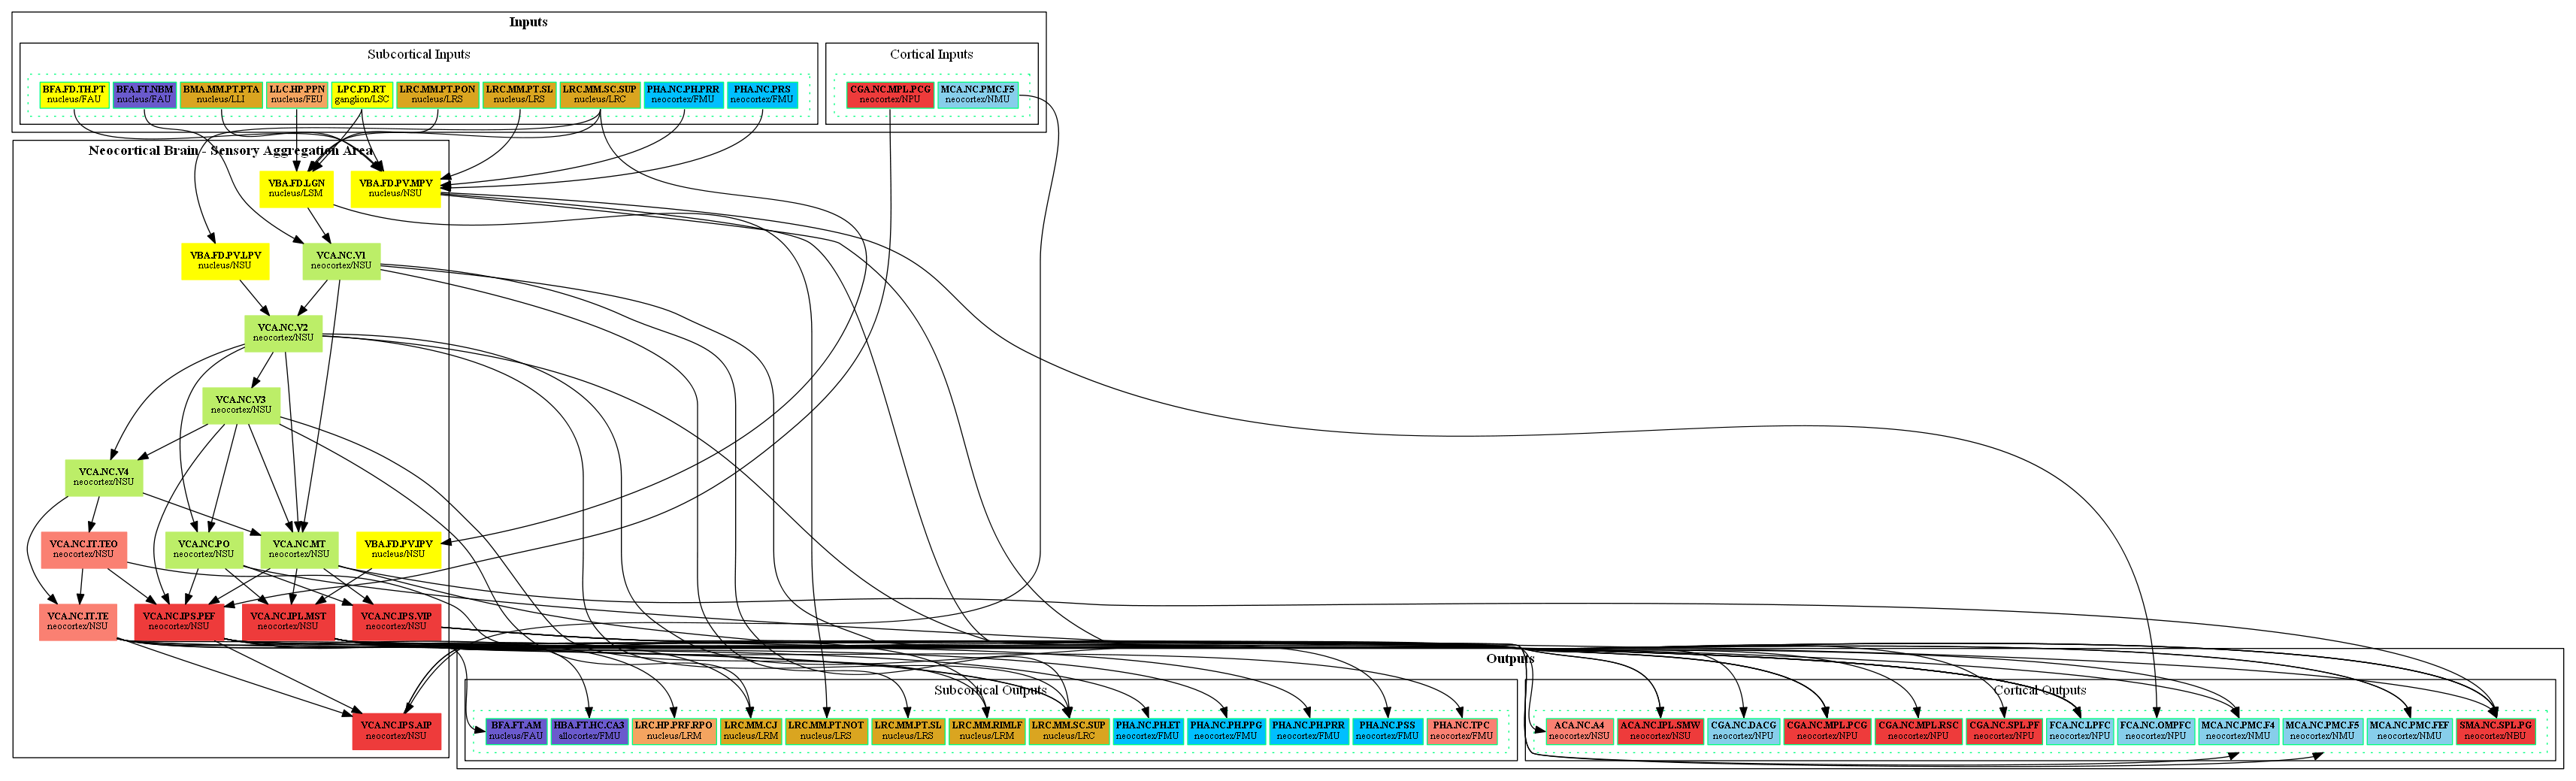 Inputs
Subcortical Inputs
Cortical Inputs
BFA.FD.TH.PT
nucleus/FAU
BFA.FT.NBM
nucleus/FAU
BMA.MM.PT.PTA
nucleus/LLI
LLC.HP.PPN
nucleus/FEU
LPC.FD.RT
ganglion/LSC
LRC.MM.PT.PON
nucleus/LRS
LRC.MM.PT.SL
nucleus/LRS
LRC.MM.SC.SUP
nucleus/LRC
PHA.NC.PH.PRR
neocortex/FMU
PHA.NC.PRS
neocortex/FMU
CGA.NC.MPL.PCG
neocortex/NPU
MCA.NC.PMC.F5
neocortex/NMU
Neocortical Brain - Sensory Aggregation Area
VBA.FD.LGN
nucleus/LSM
VBA.FD.PV.MPV
nucleus/NSU
VBA.FD.PV.LPV
nucleus/NSU
VCA.NC.V1
neocortex/NSU
VCA.NC.V2
neocortex/NSU
VCA.NC.V3
neocortex/NSU
VCA.NC.V4
neocortex/NSU
VCA.NC.IT.TEO
neocortex/NSU
VCA.NC.PO
neocortex/NSU
VCA.NC.MT
neocortex/NSU
VBA.FD.PV.IPV
nucleus/NSU
VCA.NC.IT.TE
neocortex/NSU
VCA.NC.IPS.PEF
neocortex/NSU
VCA.NC.IPL.MST
neocortex/NSU
VCA.NC.IPS.VIP
neocortex/NSU
VCA.NC.IPS.AIP
neocortex/NSU
Outputs
Subcortical Outputs
Cortical Outputs
BFA.FT.AM
nucleus/FAU
HBA.FT.HC.CA3
allocortex/FMU
LRC.HP.PRF.RPO
nucleus/LRM
LRC.MM.CJ
nucleus/LRM
LRC.MM.PT.NOT
nucleus/LRS
LRC.MM.PT.SL
nucleus/LRS
LRC.MM.RIMLF
nucleus/LRM
LRC.MM.SC.SUP
nucleus/LRC
PHA.NC.PH.ET
neocortex/FMU
PHA.NC.PH.PPG
neocortex/FMU
PHA.NC.PH.PRR
neocortex/FMU
PHA.NC.PSS
neocortex/FMU
PHA.NC.TPC
neocortex/FMU
ACA.NC.A4
neocortex/NSU
ACA.NC.IPL.SMW
neocortex/NSU
CGA.NC.DACG
neocortex/NPU
CGA.NC.MPL.PCG
neocortex/NPU
CGA.NC.MPL.RSC
neocortex/NPU
CGA.NC.SPL.PF
neocortex/NPU
FCA.NC.LPFC
neocortex/NPU
FCA.NC.OMPFC
neocortex/NPU
MCA.NC.PMC.F4
neocortex/NMU
MCA.NC.PMC.F5
neocortex/NMU
MCA.NC.PMC.FEF
neocortex/NMU
SMA.NC.SPL.PG
neocortex/NBU